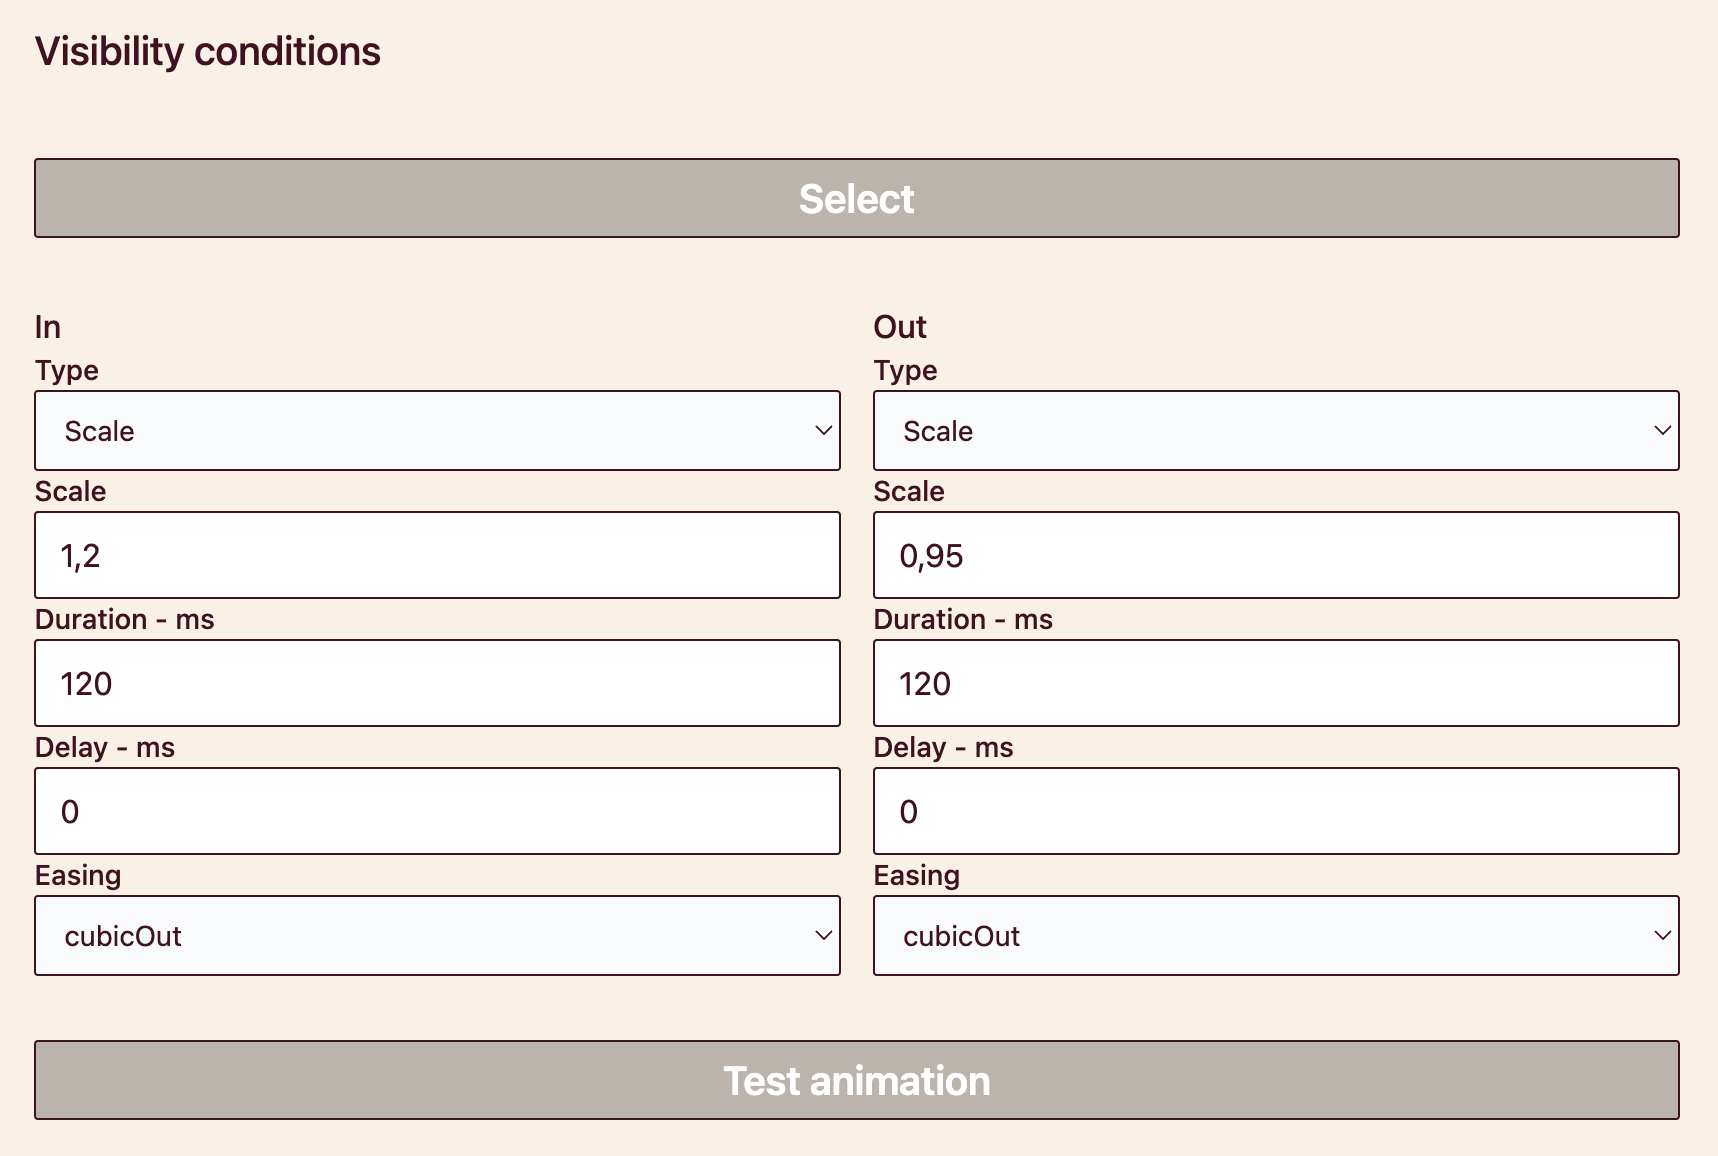 Visibility conditions
Select
In
Type
Scale
Scale
1,2
Duration - ms
120
Delay - ms
0
Easing
cubicOut
Out
Type
Scale
Scale
0,95
Duration - ms
120
Delay - ms
0
Easing
cubicOut
Test animation